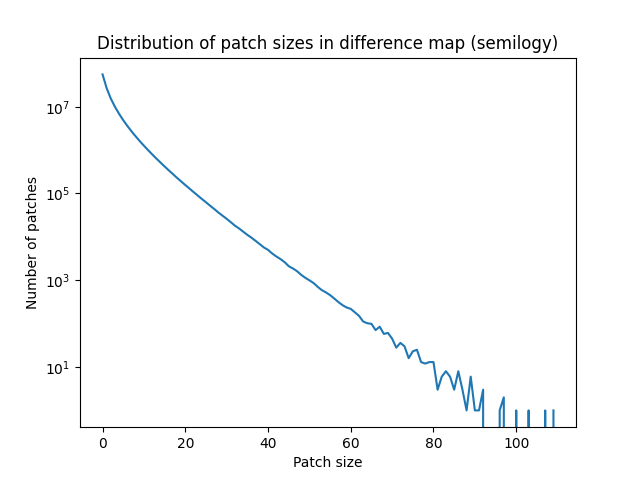 Distribution of patch sizes in difference map (semilogy)
Number of patches
10^7
10^5
10^3
10^1
0 20 40 60 80 100
Patch size